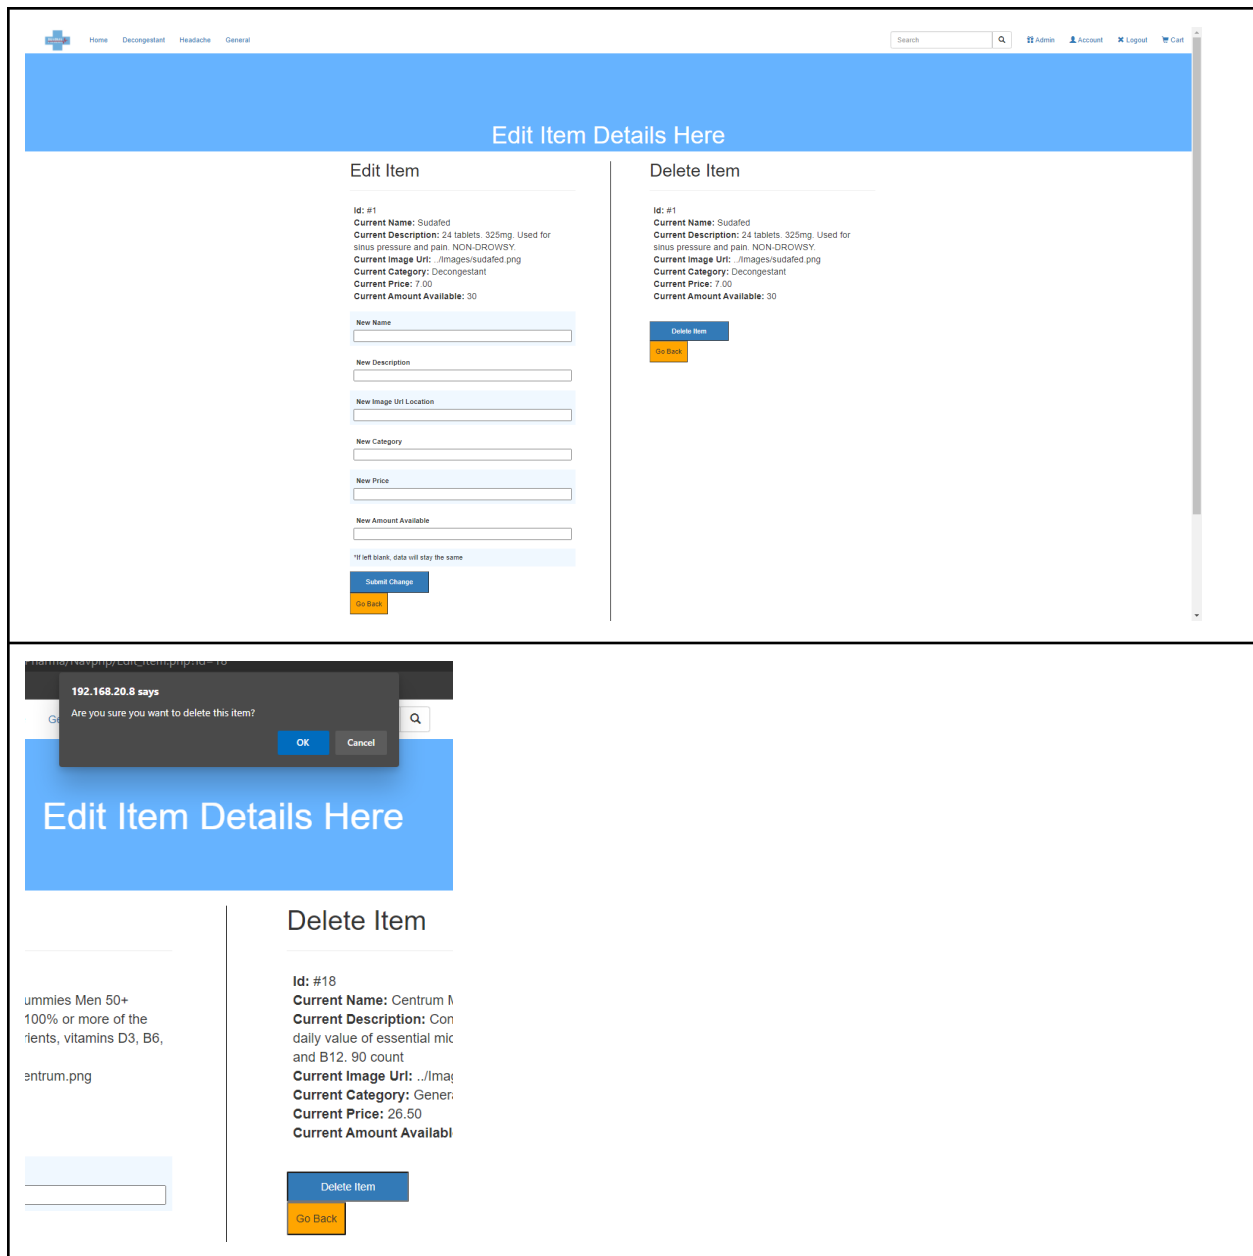 Home Decongestant Headache General Search Admin Account Logout Cart
Edit Item Details Here
Edit Item
Id: #1
Current Name: Sudafed
Current Description: 24 tablets. 325mg. Used for
sinus pressure and pain. NON-DROWSY.
Current Image Url: ../Images/sudafed.png
Current Category: Decongestant
Current Price: 7.00
Current Amount Available: 30
New Name
New Description
New Image Url Location
New Category
New Price
New Amount Available
*If left blank, data will stay the same
Submit Change
Go Back
Delete Item
Id: #1
Current Name: Sudafed
Current Description: 24 tablets. 325mg. Used for
sinus pressure and pain. NON-DROWSY.
Current Image Url: ../Images/sudafed.png
Current Category: Decongestant
Current Price: 7.00
Current Amount Available: 30
Delete Item
Go Back
192.168.20.8 says
Are you sure you want to delete this item?
OK Cancel
Ge
Edit Item Details Here
ummies Men 50+
100% or more of the
rients, vitamins D3, B6,
entrum.png
Delete Item
Id: #18
Current Name: Centrum M
Current Description: Con
daily value of essential mic
and B12. 90 count
Current Image Url: ../Imag
Current Category: Genera
Current Price: 26.50
Current Amount Availabl
Delete Item
Go Back